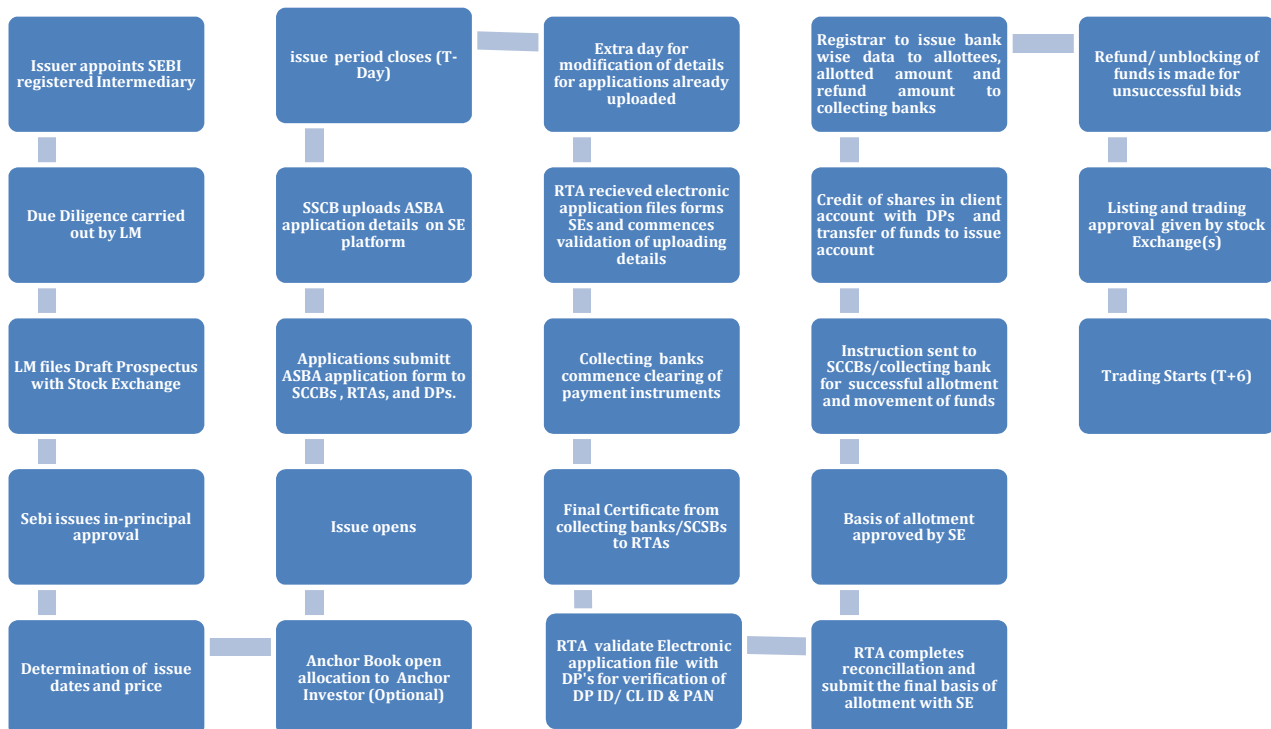 Issuer appoints SEBI
registered Intermediary
Due Diligence carried
out by LM
LM files Draft Prospectus
with Stock Exchange
Sebi issues in-principal
approval
Determination of issue
dates and price
Anchor Book open
allocation to Anchor
Investor (Optional)
Issue opens
Applications submitt
ASBA application form to
SCCBs , RTAs, and DPs.
SSCB uploads ASBA
application details on SE
platform
issue period closes (T-
Day)
Extra day for
modification of details
for applications already
uploaded
RTA recieved electronic
application files forms
SEs and commences
validation of uploading
details
Collecting banks
commence clearing of
payment instruments
Final Certificate from
collecting banks/SCSBs
to RTAs
RTA validate Electronic
application file with
DP's for verification of
DP ID/ CL ID & PAN
RTA completes
reconcillation and
submit the final basis of
allotment with SE
Basis of allotment
approved by SE
Instruction sent to
SCCBs/collecting bank
for successful allotment
and movement of funds
Credit of shares in client
account with DPs and
transfer of funds to issue
account
Registrar to issue bank
wise data to allottees,
allotted amount and
refund amount to
collecting banks
Refund/ unblocking of
funds is made for
unsuccessful bids
Listing and trading
approval given by stock
Exchange(s)
Trading Starts (T+6)